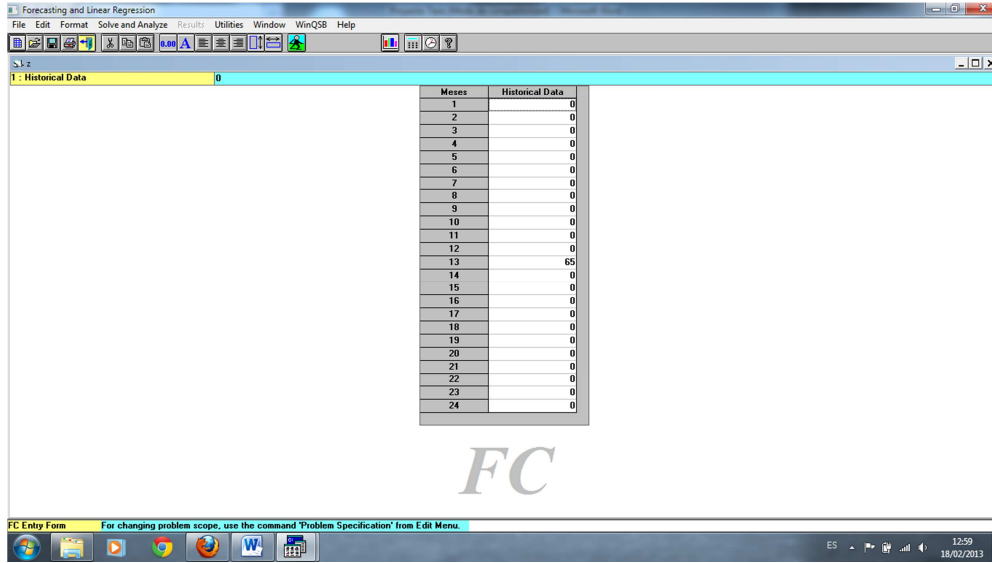 Forecasting and Linear Regression
File Edit Format Solve and Analyze Results Utilities Window WinQSB Help
0.00 A
z
1 : Historical Data 0
Meses Historical Data
1 0
2 0
3 0
4 0
5 0
6 0
7 0
8 0
9 0
10 0
11 0
12 0
13 65
14 0
15 0
16 0
17 0
18 0
19 0
20 0
21 0
22 0
23 0
24 0
FC
FC Entry Form For changing problem scope, use the command 'Problem Specification' from Edit Menu.
ES 12:59
18/02/2013